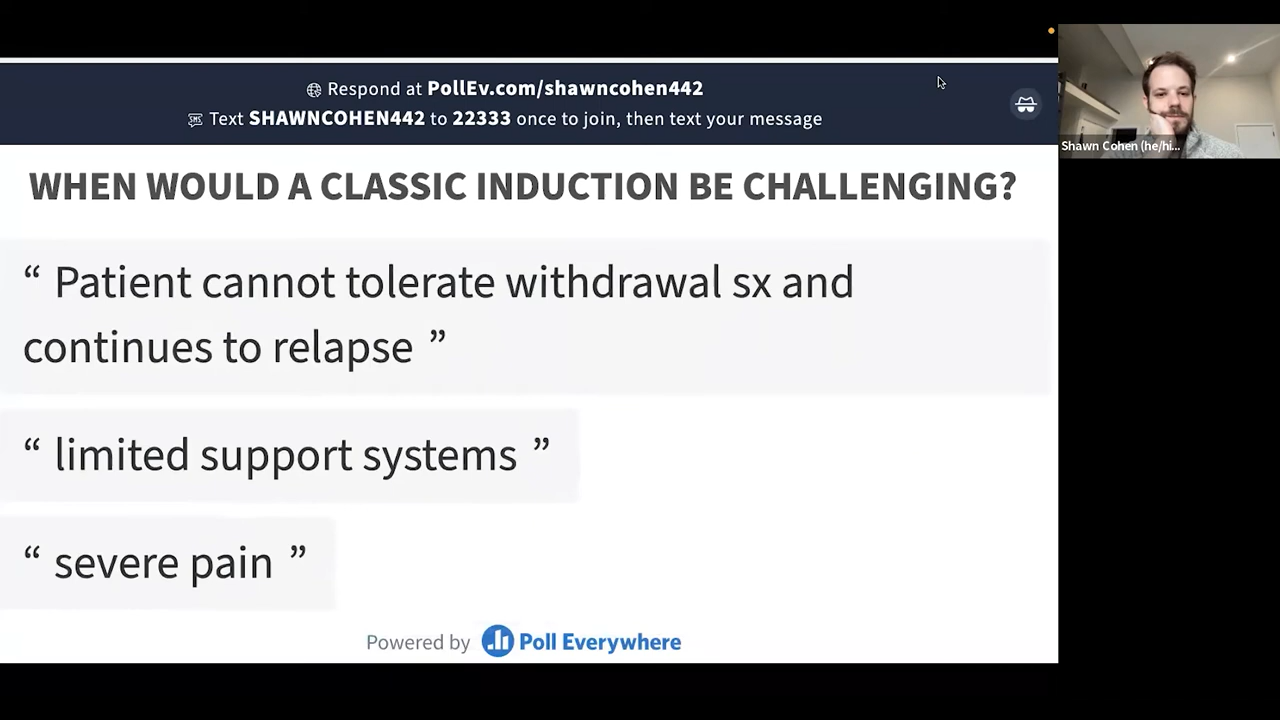 Respond at PollEv.com/shawncohen442
Text SHAWNCOHEN442 to 22333 once to join, then text your message
Shawn Cohen (he/hi...
WHEN WOULD A CLASSIC INDUCTION BE CHALLENGING?
“ Patient cannot tolerate withdrawal sx and
continues to relapse ”
“ limited support systems ”
“ severe pain ”
Powered by Poll Everywhere